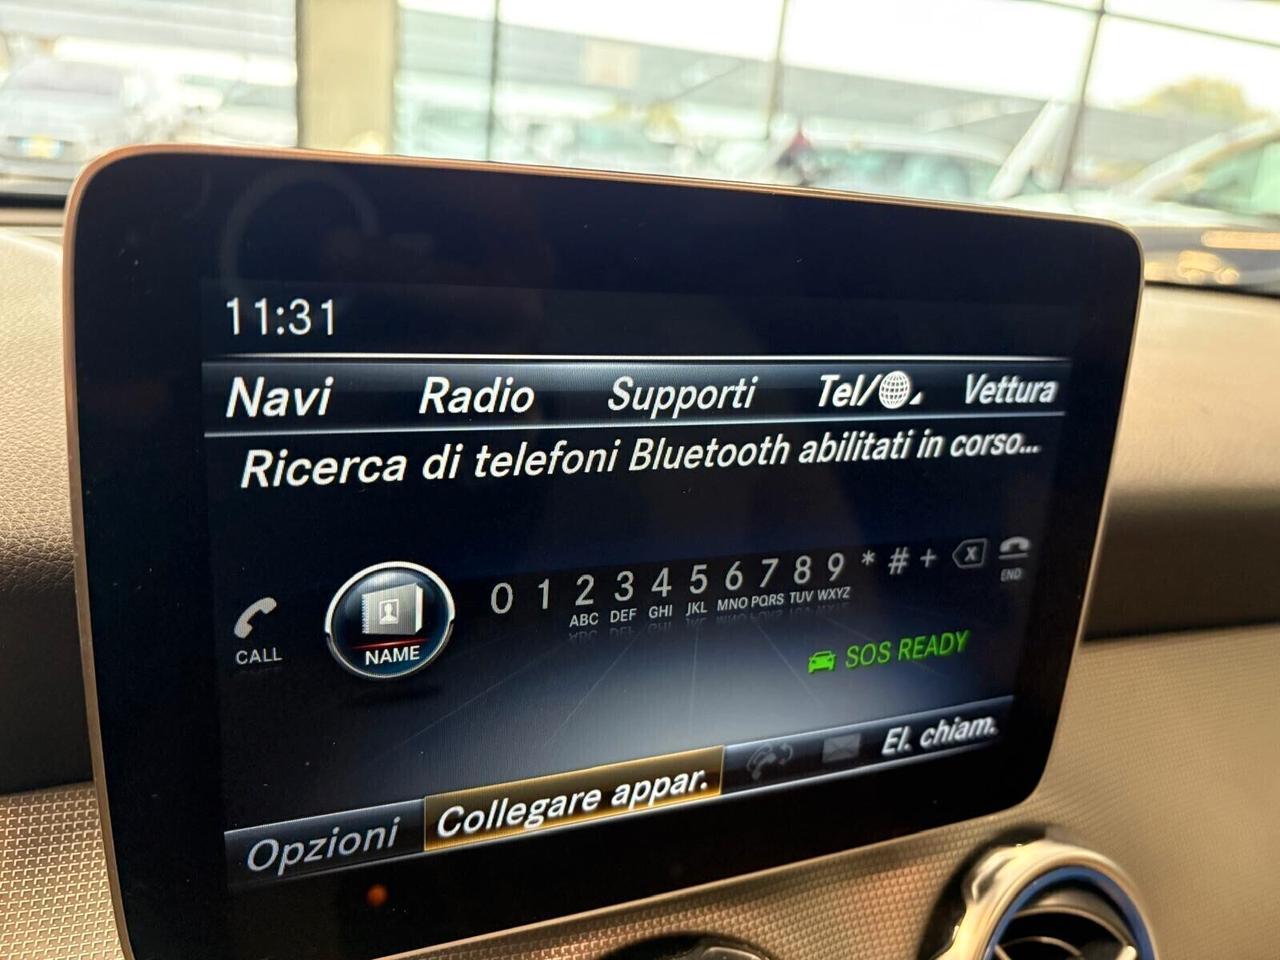 11:31
Navi Radio Supporti Tel/ Vettura
Ricerca di telefoni Bluetooth abilitati in corso...
CALL NAME 0 1 2 3 4 5 6 7 8 9 * # + X END
ABC DEF GHI JKL MNO PQRS TUV WXYZ
SOS READY
Opzioni Collegare appar. El. chiam.